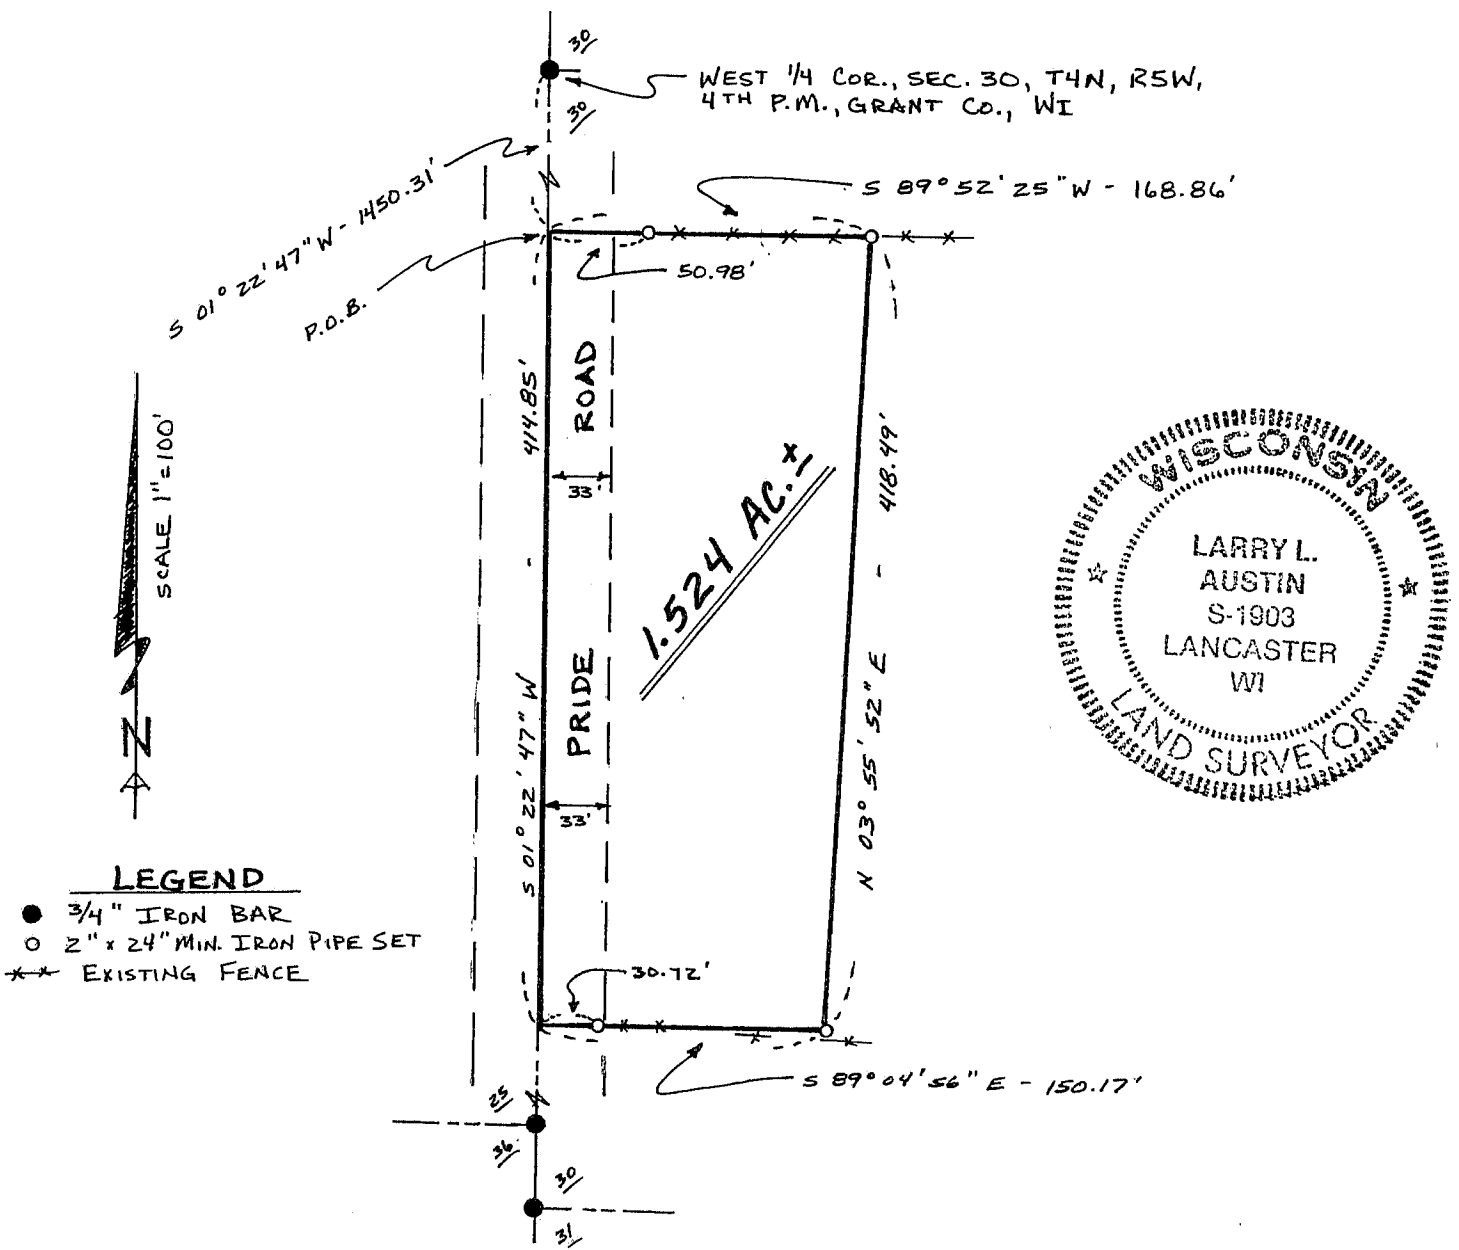 30
WEST 1/4 COR., SEC. 30, T4N, R5W,
4TH P.M., GRANT CO., WI
30
S 01° 22' 47" W - 1450.31'
S 89° 52' 25" W - 168.86'
P.O.B.
50.98'
SCALE 1"=100'
N
S 01° 22' 47" W - 414.85'
PRIDE ROAD
33'
33'
1.524 AC.±
N 03° 55' 52" E - 418.49'
WISCONSIN
LARRY L.
AUSTIN
S-1903
LANCASTER
WI
LAND SURVEYOR
LEGEND
3/4" IRON BAR
2" x 24" MIN. IRON PIPE SET
EXISTING FENCE
30.72'
S 89° 04' 56" E - 150.17'
25
36
30
31